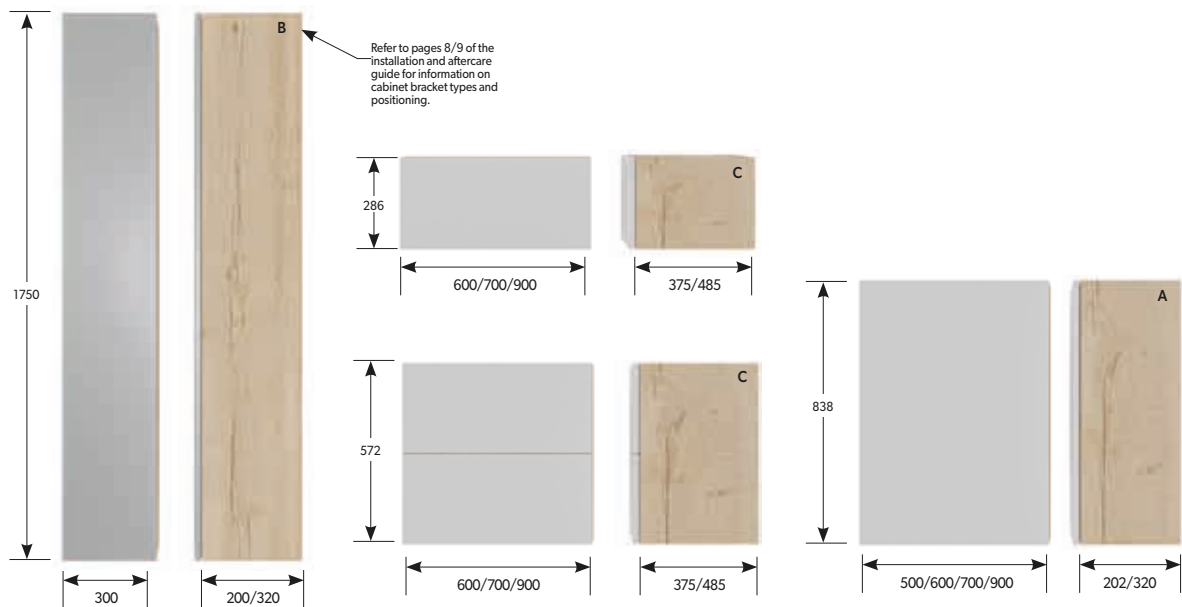 B
Refer to pages 8/9 of the
installation and aftercare
guide for information on
cabinet bracket types and
positioning.
1750
300
200/320
C
286
600/700/900
375/485
C
572
600/700/900
375/485
A
838
500/600/700/900
202/320